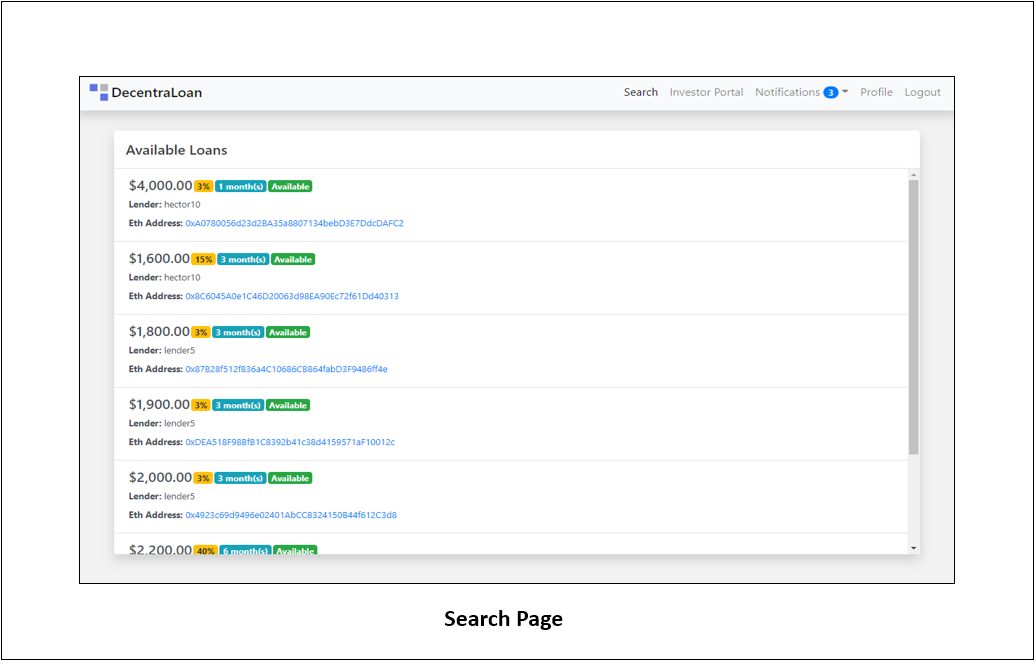 DecentraLoan
Search Investor Portal Notifications 3 Profile Logout
Available Loans
$4,000.00 3% 1 month(s) Available
Lender: hector10
Eth Address: 0xA0780056d23d2BA35a8807134bebD3E7DdcDAFC2
$1,600.00 15% 3 month(s) Available
Lender: hector10
Eth Address: 0x8C6045A0e1C46D20063d98EA90Ec72f61Dd40313
$1,800.00 3% 3 month(s) Available
Lender: lender5
Eth Address: 0x87B28f512f836a4C10686CB864fabD3F9486ff4e
$1,900.00 3% 3 month(s) Available
Lender: lender5
Eth Address: 0xDEA518F98BfB1C8392b41c38d4159571aF10012c
$2,000.00 3% 3 month(s) Available
Lender: lender5
Eth Address: 0x4923c69d9496e02401AbCC8324150B44f612C3d8
$2,200.00 40% 6 month(s) Available
Search Page